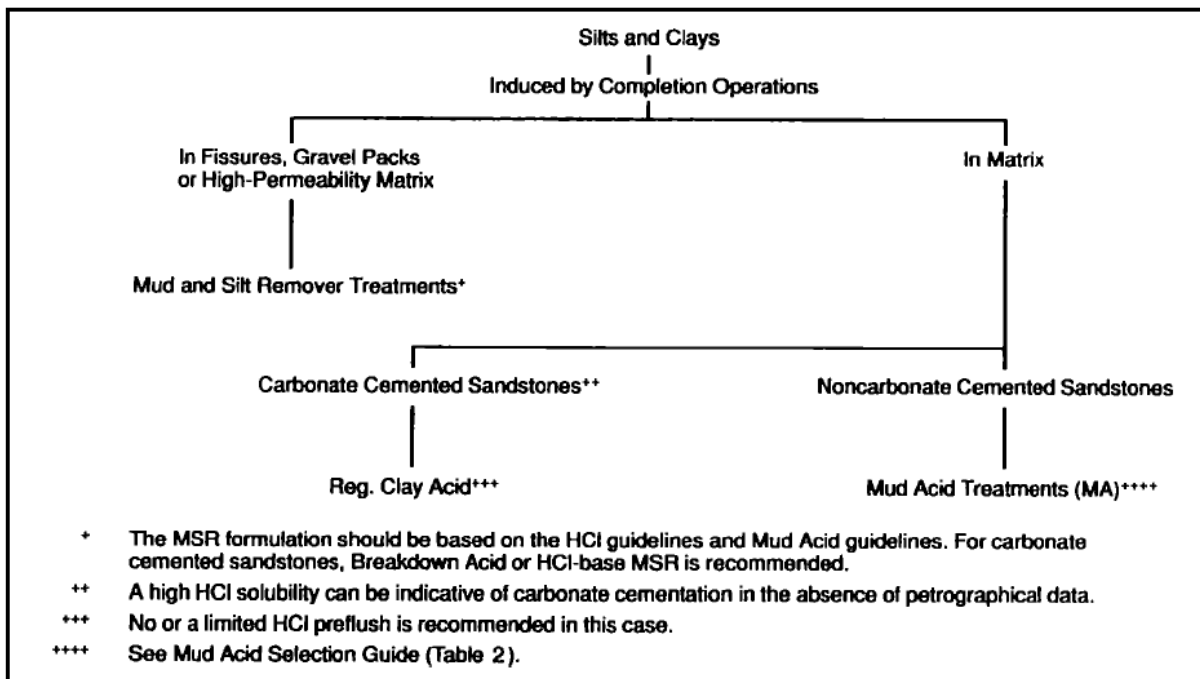 Silts and Clays
Induced by Completion Operations
In Fissures, Gravel Packs
or High-Permeability Matrix
In Matrix
Mud and Silt Remover Treatments+
Carbonate Cemented Sandstones++
Noncarbonate Cemented Sandstones
Reg. Clay Acid+++
Mud Acid Treatments (MA)++++
+ The MSR formulation should be based on the HCl guidelines and Mud Acid guidelines. For carbonate
cemented sandstones, Breakdown Acid or HCl-base MSR is recommended.
++ A high HCl solubility can be indicative of carbonate cementation in the absence of petrographical data.
+++ No or a limited HCl preflush is recommended in this case.
++++ See Mud Acid Selection Guide (Table 2).